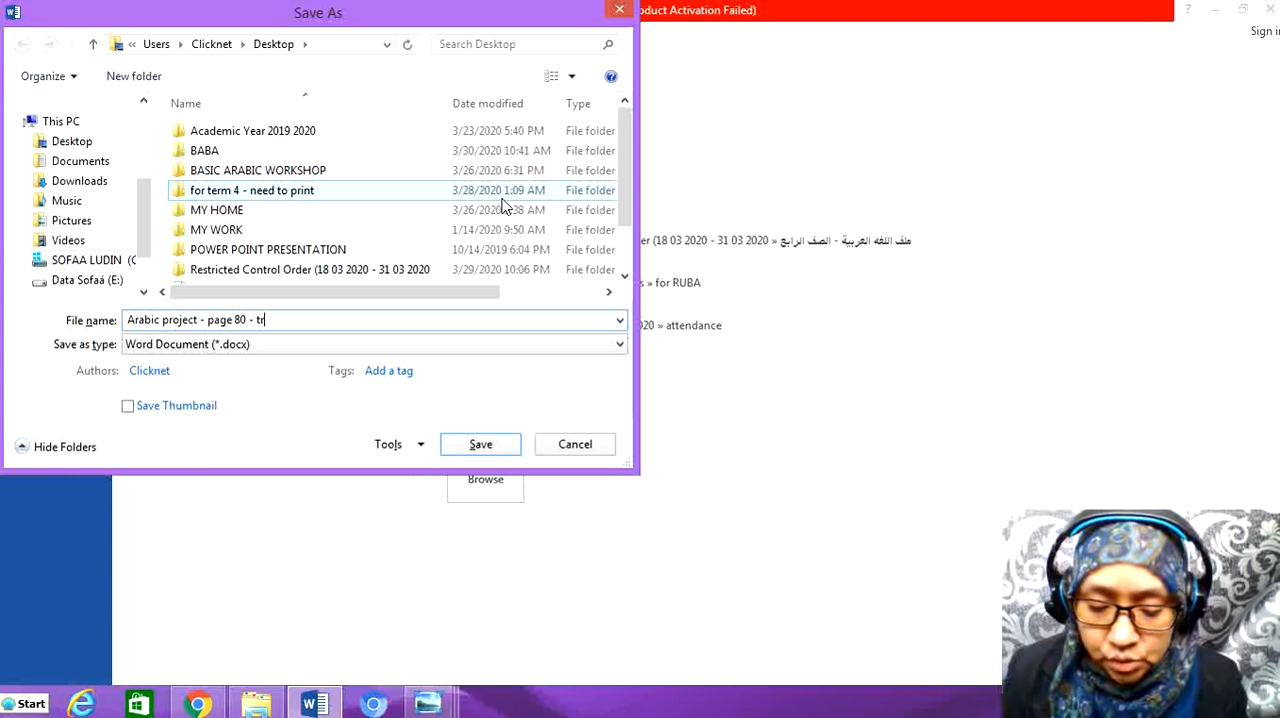 Save As
oduct Activation Failed)
Sign i
« Users Clicknet Desktop
Search Desktop
Organize New folder
Name Date modified Type
This PC
Desktop
Documents
Downloads
Music
Pictures
Videos
SOFAA LUDIN (C
Data Sofaá (E:)
Academic Year 2019 2020 3/23/2020 5:40 PM File folder
BABA 3/30/2020 10:41 AM File folder
BASIC ARABIC WORKSHOP 3/26/2020 6:31 PM File folder
for term 4 - need to print 3/28/2020 1:09 AM File folder
MY HOME 3/26/2020 :38 AM File folder
MY WORK 1/14/2020 9:50 AM File folder
POWER POINT PRESENTATION 10/14/2019 6:04 PM File folder
Restricted Control Order (18 03 2020 - 31 03 2020 3/29/2020 10:06 PM File folder
er (18 03 2020 - 31 03 2020 » ملف اللغه العربية - الصف الرابع
s » for RUBA
020 » attendance
File name: Arabic project - page 80 - tr
Save as type: Word Document (*.docx)
Authors: Clicknet Tags: Add a tag
Save Thumbnail
Hide Folders Tools Save Cancel
Browse
Start